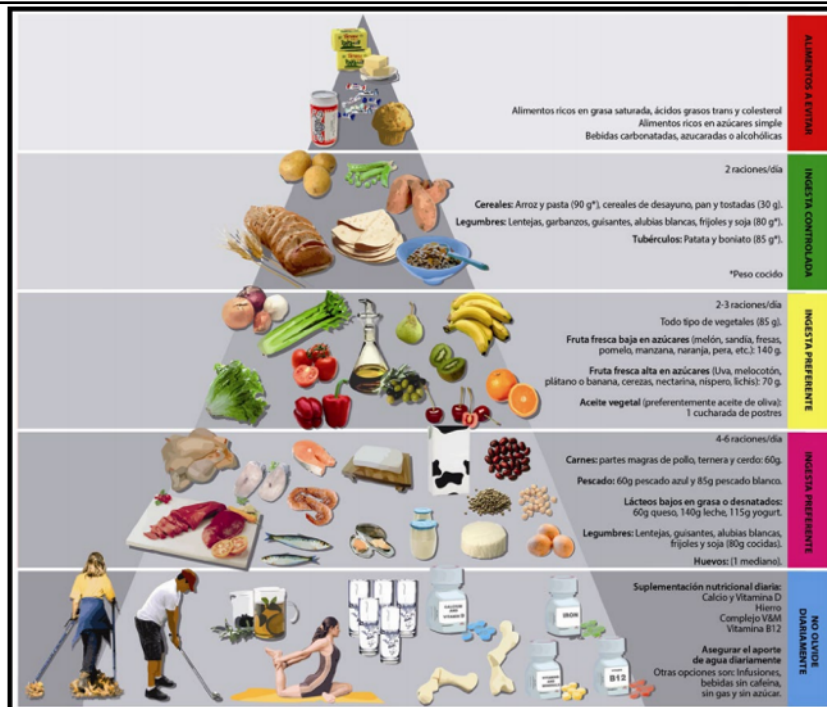 ALIMENTOS A EVITAR
Alimentos ricos en grasa saturada, ácidos grasos trans y colesterol
Alimentos ricos en azúcares simple
Bebidas carbonatadas, azucaradas o alcohólicas
INGESTA CONTROLADA
2 raciones/día
Cereales: Arroz y pasta (90 g*), cereales de desayuno, pan y tostadas (30 g).
Legumbres: Lentejas, garbanzos, guisantes, alubias blancas, frijoles y soja (80 g*).
Tubérculos: Patata y boniato (85 g*).
*Peso cocido
INGESTA PREFERENTE
2-3 raciones/día
Todo tipo de vegetales (85 g).
Fruta fresca baja en azúcares (melón, sandía, fresas,
pomelo, manzana, naranja, pera, etc.): 140 g.
Fruta fresca alta en azúcares (Uva, melocotón,
plátano o banana, cerezas, nectarina, níspero, lichis): 70 g.
Aceite vegetal (preferentemente aceite de oliva):
1 cucharada de postres
INGESTA PREFERENTE
4-6 raciones/día
Carnes: partes magras de pollo, ternera y cerdo: 60g.
Pescado: 60g pescado azul y 85g pescado blanco.
Lácteos bajos en grasa o desnatados:
60g queso, 140g leche, 115g yogurt.
Legumbres: Lentejas, guisantes, alubias blancas,
frijoles y soja (80g cocidas).
Huevos: (1 mediano).
NO OLVIDE
DIARIAMENTE
Suplementación nutricional diaria:
Calcio y Vitamina D
Hierro
Complejo V&M
Vitamina B12
Asegurar el aporte
de agua diariamente
Otras opciones son: Infusiones,
bebidas sin cafeína,
sin gas y sin azúcar.
CALCIUM
AND
VITAMIN D
IRON
B12